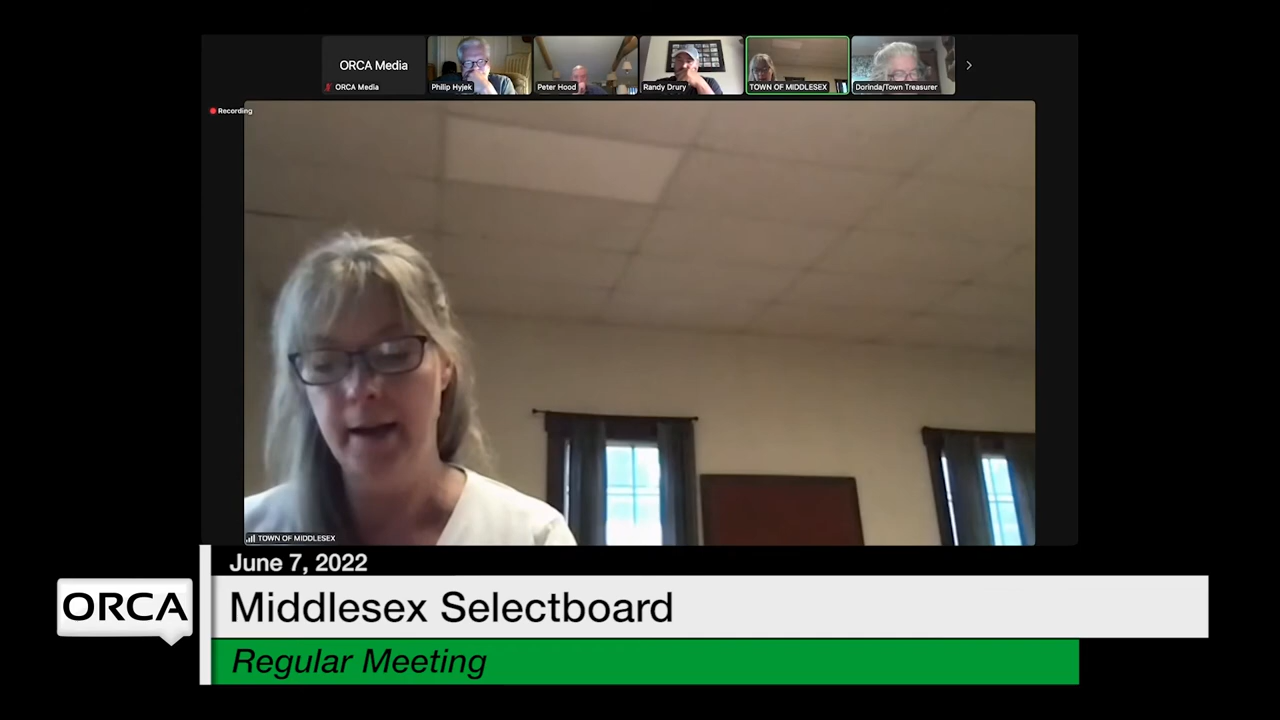 ORCA Media
ORCA Media
Philip Hyjek
Peter Hood
Randy Drury
TOWN OF MIDDLESEX
Dorinda/Town Treasurer
Recording
TOWN OF MIDDLESEX
June 7, 2022
ORCA
Middlesex Selectboard
Regular Meeting